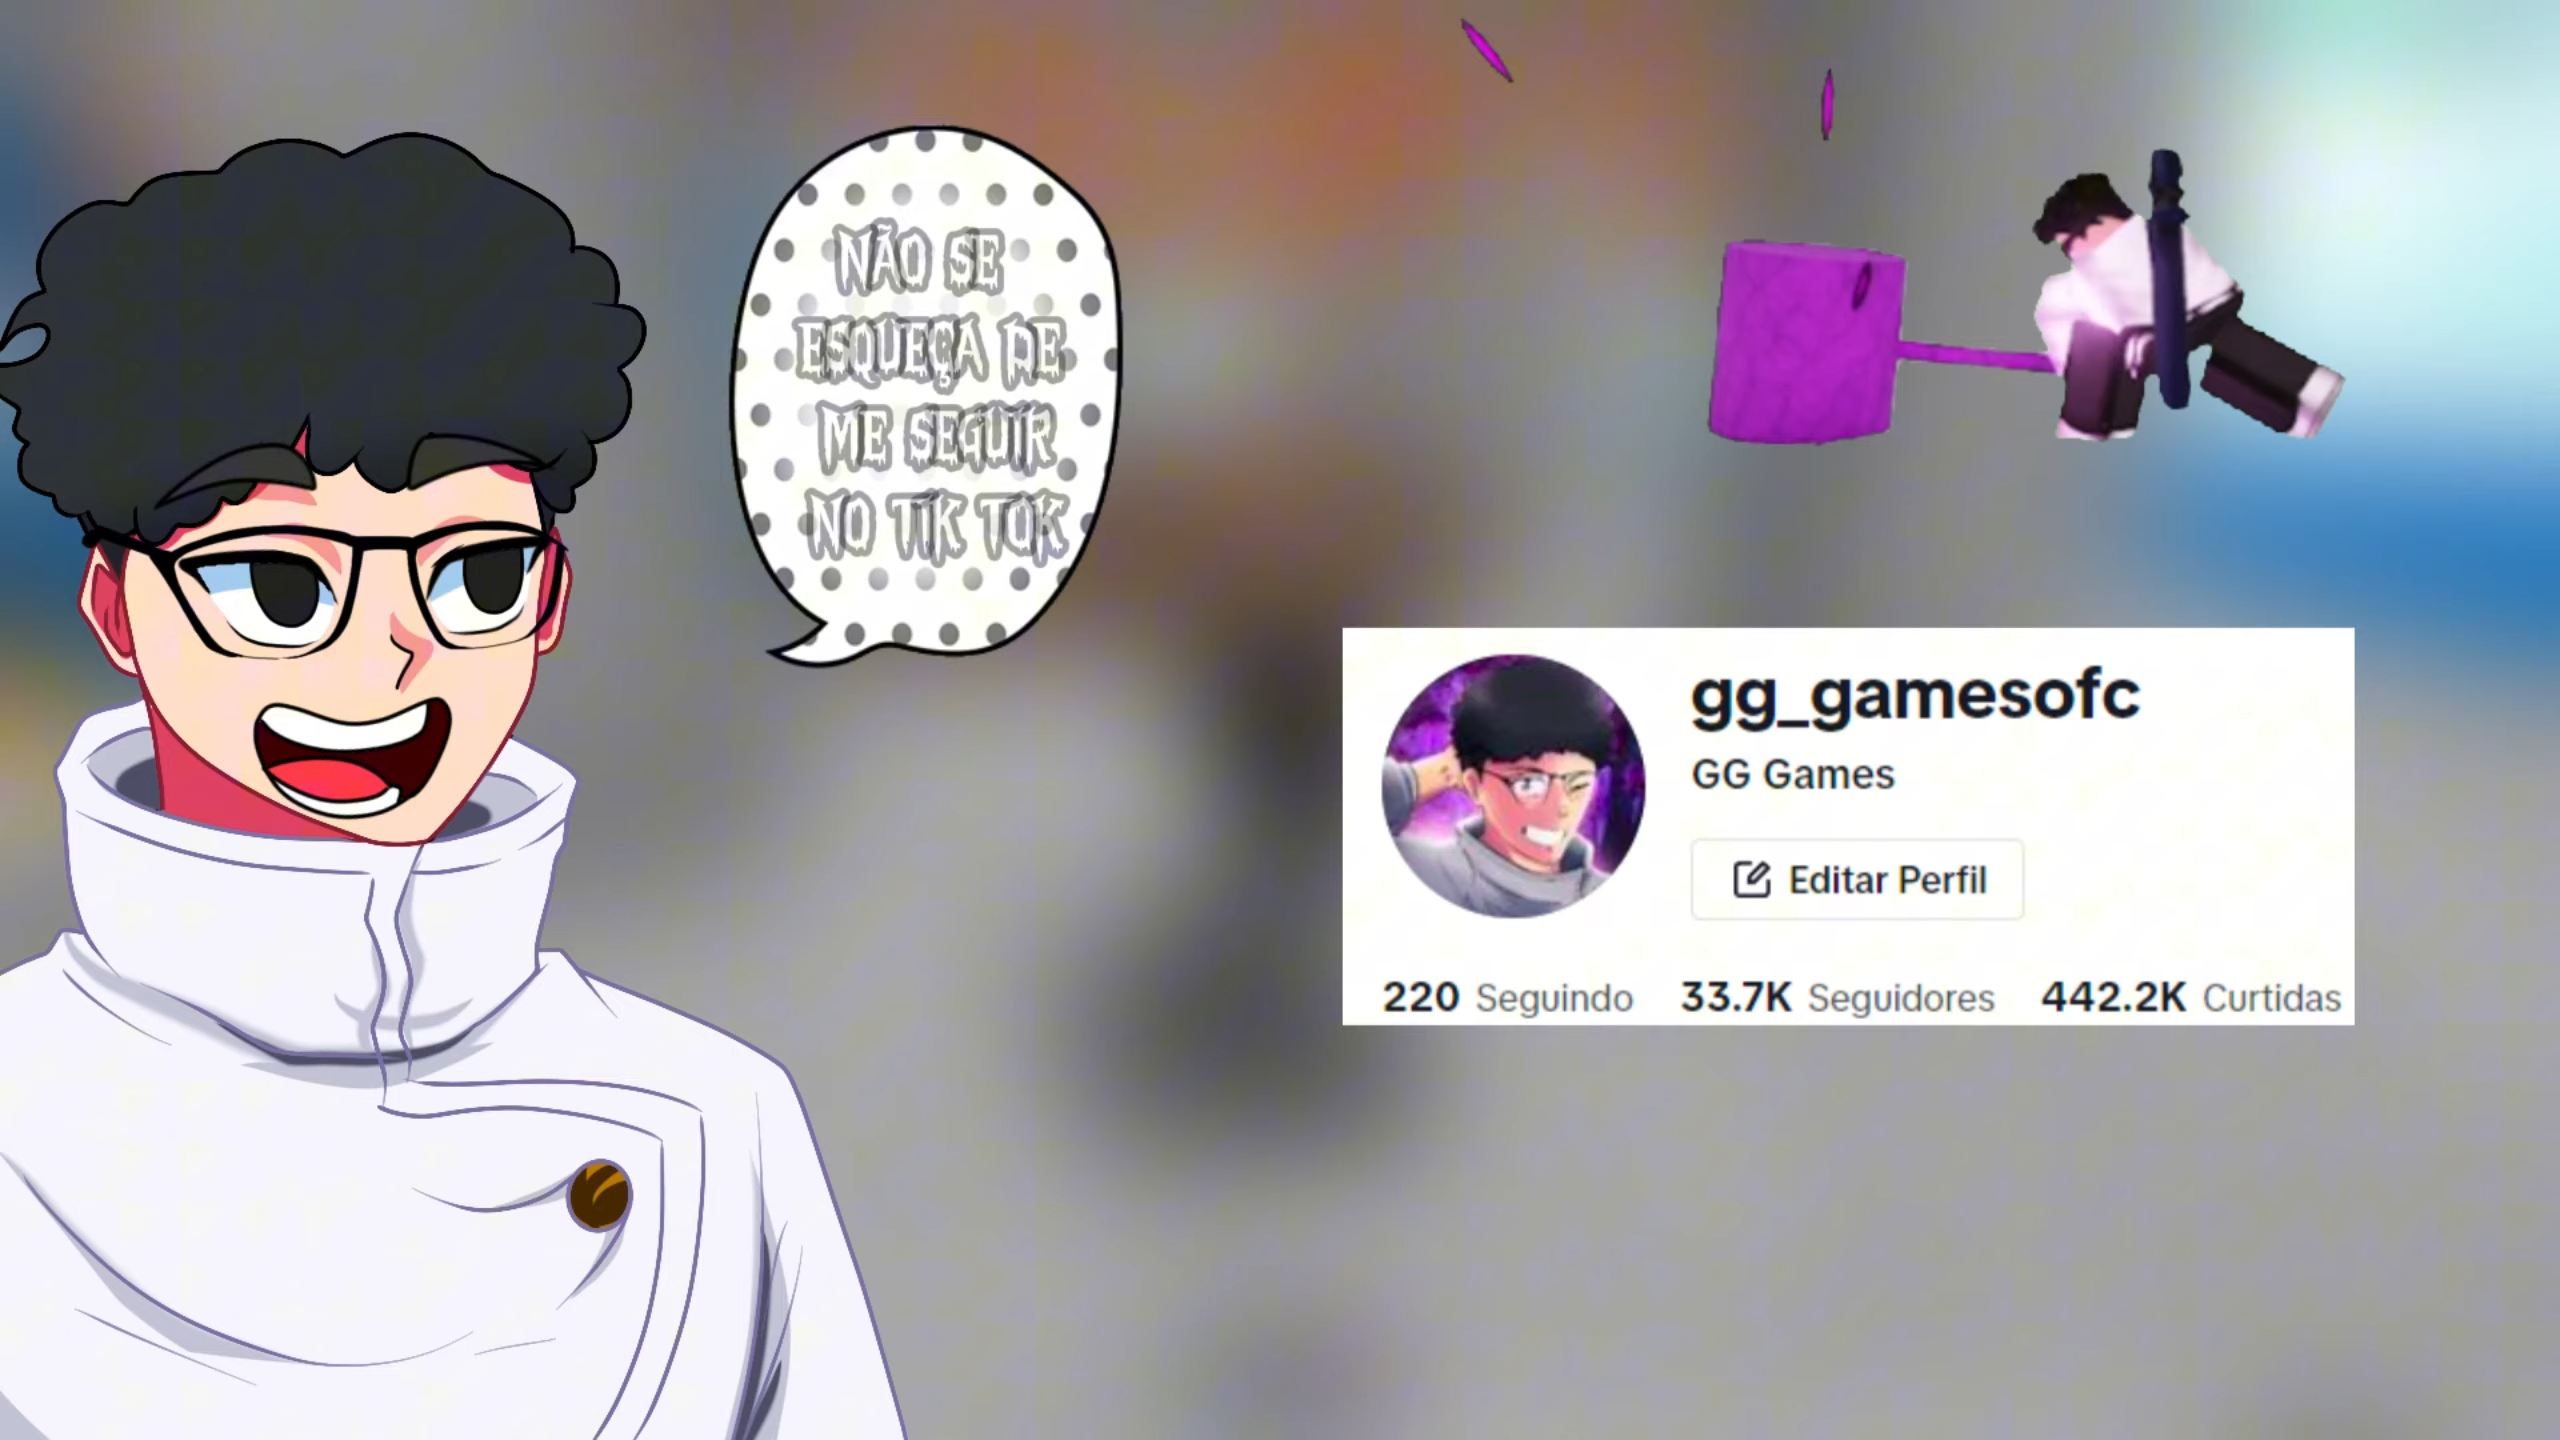 NÃO SE
ESQUEÇA DE
ME SEGUIR
NO TIK TOK
gg_gamesofc
GG Games
Editar Perfil
220 Seguindo 33.7K Seguidores 442.2K Curtidas